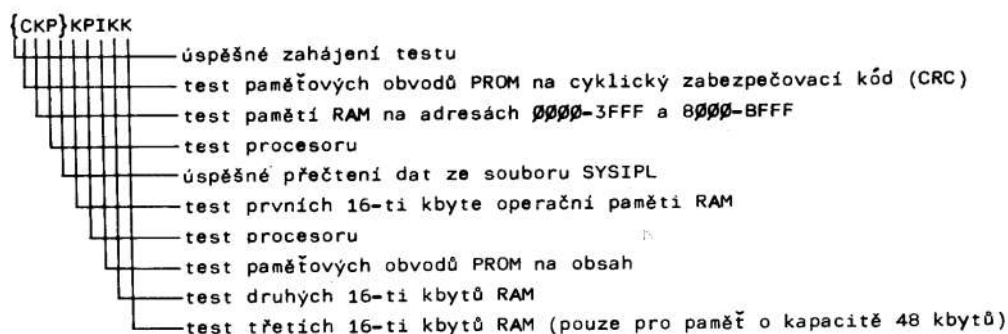 {CKP}KPIKK
úspěšné zahájení testu
test paměťových obvodů PROM na cyklický zabezpečovací kód (CRC)
test pamětí RAM na adresách 0000-3FFF a 8000-BFFF
test procesoru
úspěšné přečtení dat ze souboru SYSIPL
test prvních 16-ti kbyte operační paměti RAM
test procesoru
test paměťových obvodů PROM na obsah
test druhých 16-ti kbytů RAM
test třetích 16-ti kbytů RAM (pouze pro paměť o kapacitě 48 kbytů)